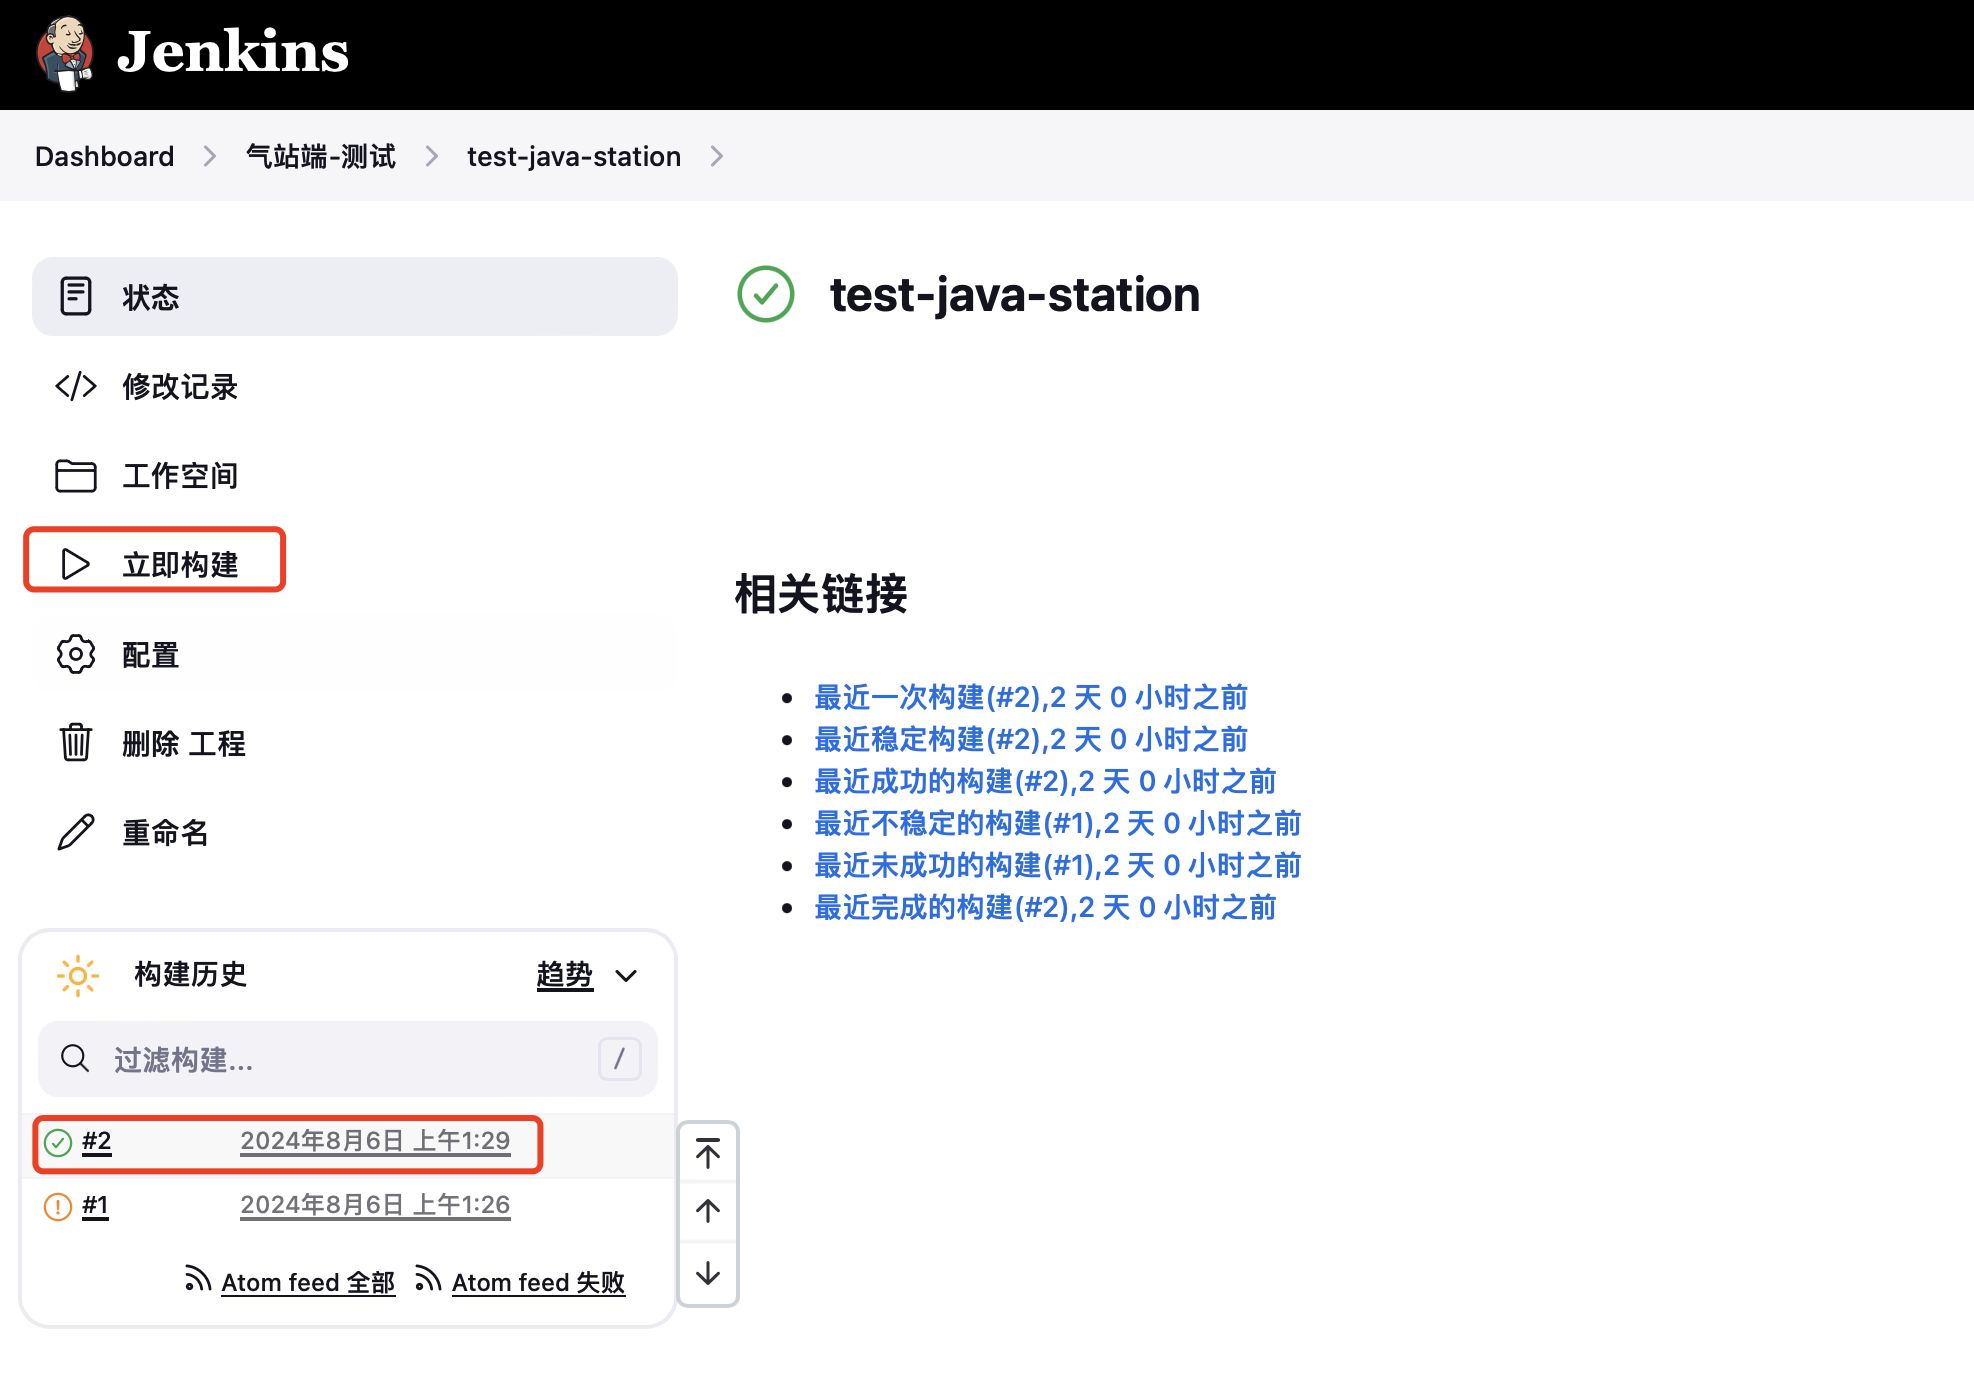 Jenkins
Dashboard > 气站端-测试 > test-java-station >
状态
修改记录
工作空间
立即构建
配置
删除 工程
重命名
test-java-station
相关链接
最近一次构建(#2),2 天 0 小时之前
最近稳定构建(#2),2 天 0 小时之前
最近成功的构建(#2),2 天 0 小时之前
最近不稳定的构建(#1),2 天 0 小时之前
最近未成功的构建(#1),2 天 0 小时之前
最近完成的构建(#2),2 天 0 小时之前
构建历史 趋势
过滤构建... /
#2 2024年8月6日 上午1:29
#1 2024年8月6日 上午1:26
Atom feed 全部 Atom feed 失败